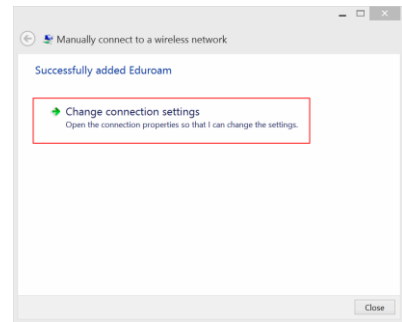 Manually connect to a wireless network
Successfully added Eduroam
Change connection settings
Open the connection properties so that I can change the settings.
Close